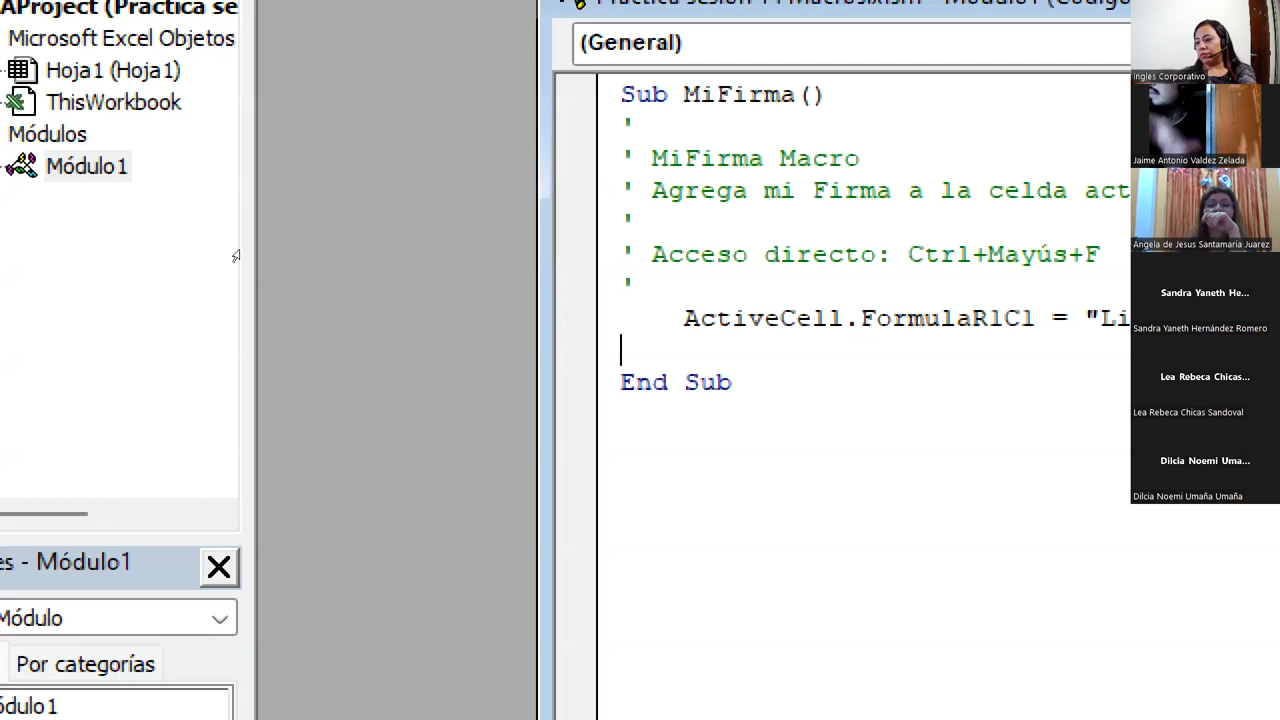 AProject (Práctica se
Microsoft Excel Objetos
Hoja1 (Hoja1)
ThisWorkbook
Módulos
Módulo1
es - Módulo1
Módulo
Por categorías
ódulo1
(General)
Sub MiFirma()
'
' MiFirma Macro
' Agrega mi Firma a la celda act
'
' Acceso directo: Ctrl+Mayús+F
'
ActiveCell.FormulaR1C1 = "Li
End Sub
Ingles Corporativo
Jaime Antonio Valdez Zelada
Angela de Jesus Santamaria Juarez
Sandra Yaneth He...
Sandra Yaneth Hernández Romero
Lea Rebeca Chicas...
Lea Rebeca Chicas Sandoval
Dilcia Noemi Uma...
Dilcia Noemi Umaña Umaña